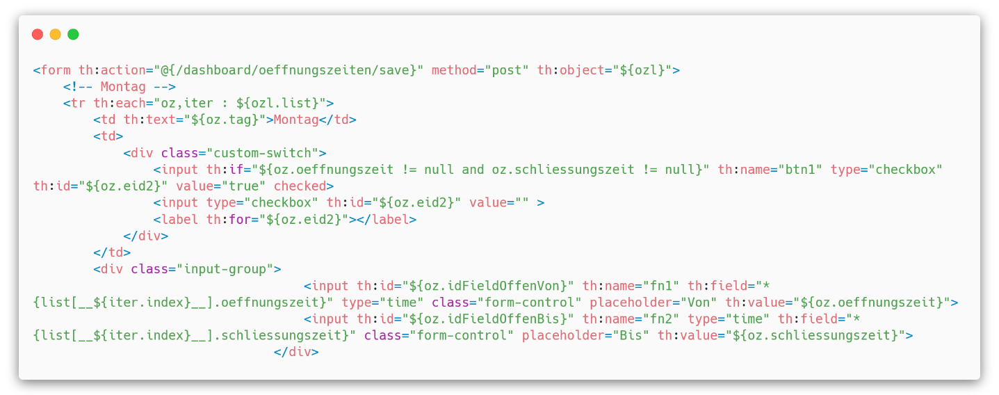 <form th:action="@{/dashboard/oeffnungszeiten/save}" method="post" th:object="${ozl}">
    <!-- Montag -->
    <tr th:each="oz,iter : ${ozl.list}">
        <td th:text="${oz.tag}">Montag</td>
        <td>
            <div class="custom-switch">
                <input th:if="${oz.oeffnungszeit != null and oz.schliessungszeit != null}" th:name="btn1" type="checkbox"
th:id="${oz.eid2}" value="true" checked>
                <input type="checkbox" th:id="${oz.eid2}" value="" >
                <label th:for="${oz.eid2}"></label>
            </div>
        </td>
        <div class="input-group">
                                    <input th:id="${oz.idFieldOffenVon}" th:name="fn1" th:field="*
{list[__${iter.index}__].oeffnungszeit}" type="time" class="form-control" placeholder="Von" th:value="${oz.oeffnungszeit}">
                                    <input th:id="${oz.idFieldOffenBis}" th:name="fn2" type="time" th:field="*
{list[__${iter.index}__].schliessungszeit}" class="form-control" placeholder="Bis" th:value="${oz.schliessungszeit}">
                                </div>